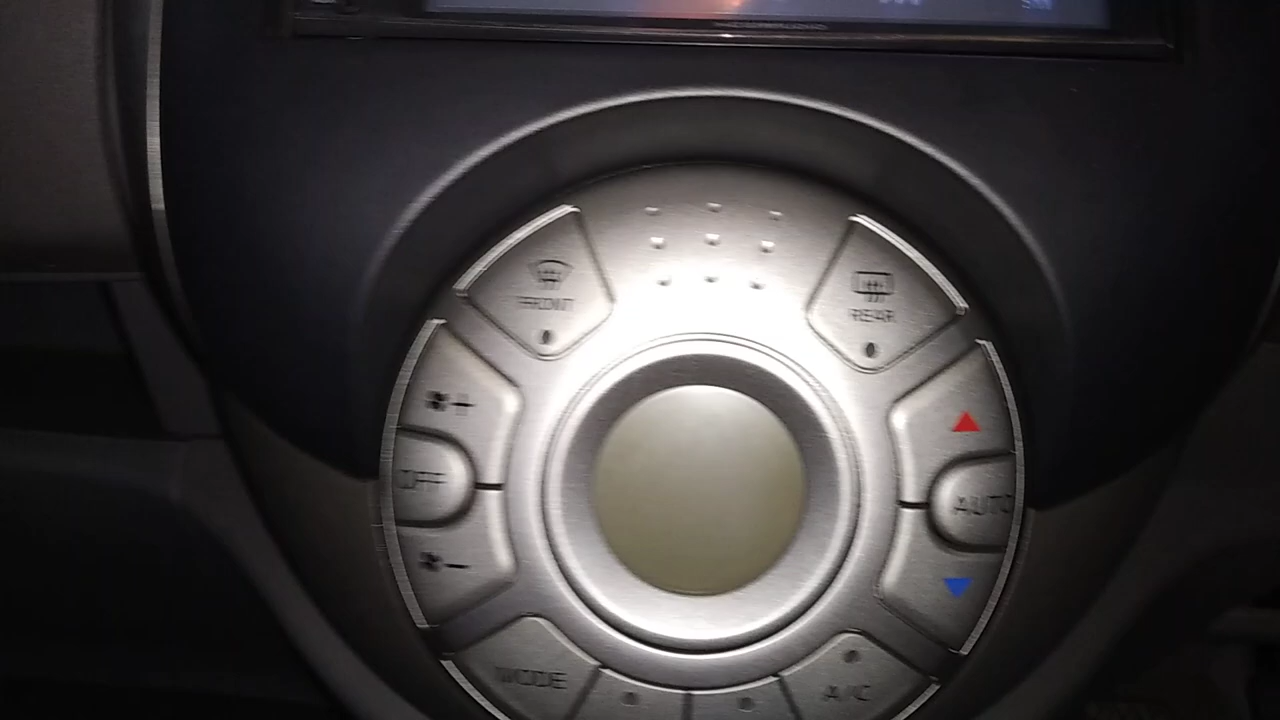 FRONT
REAR
+
OFF
AUTO
-
MODE
A/C